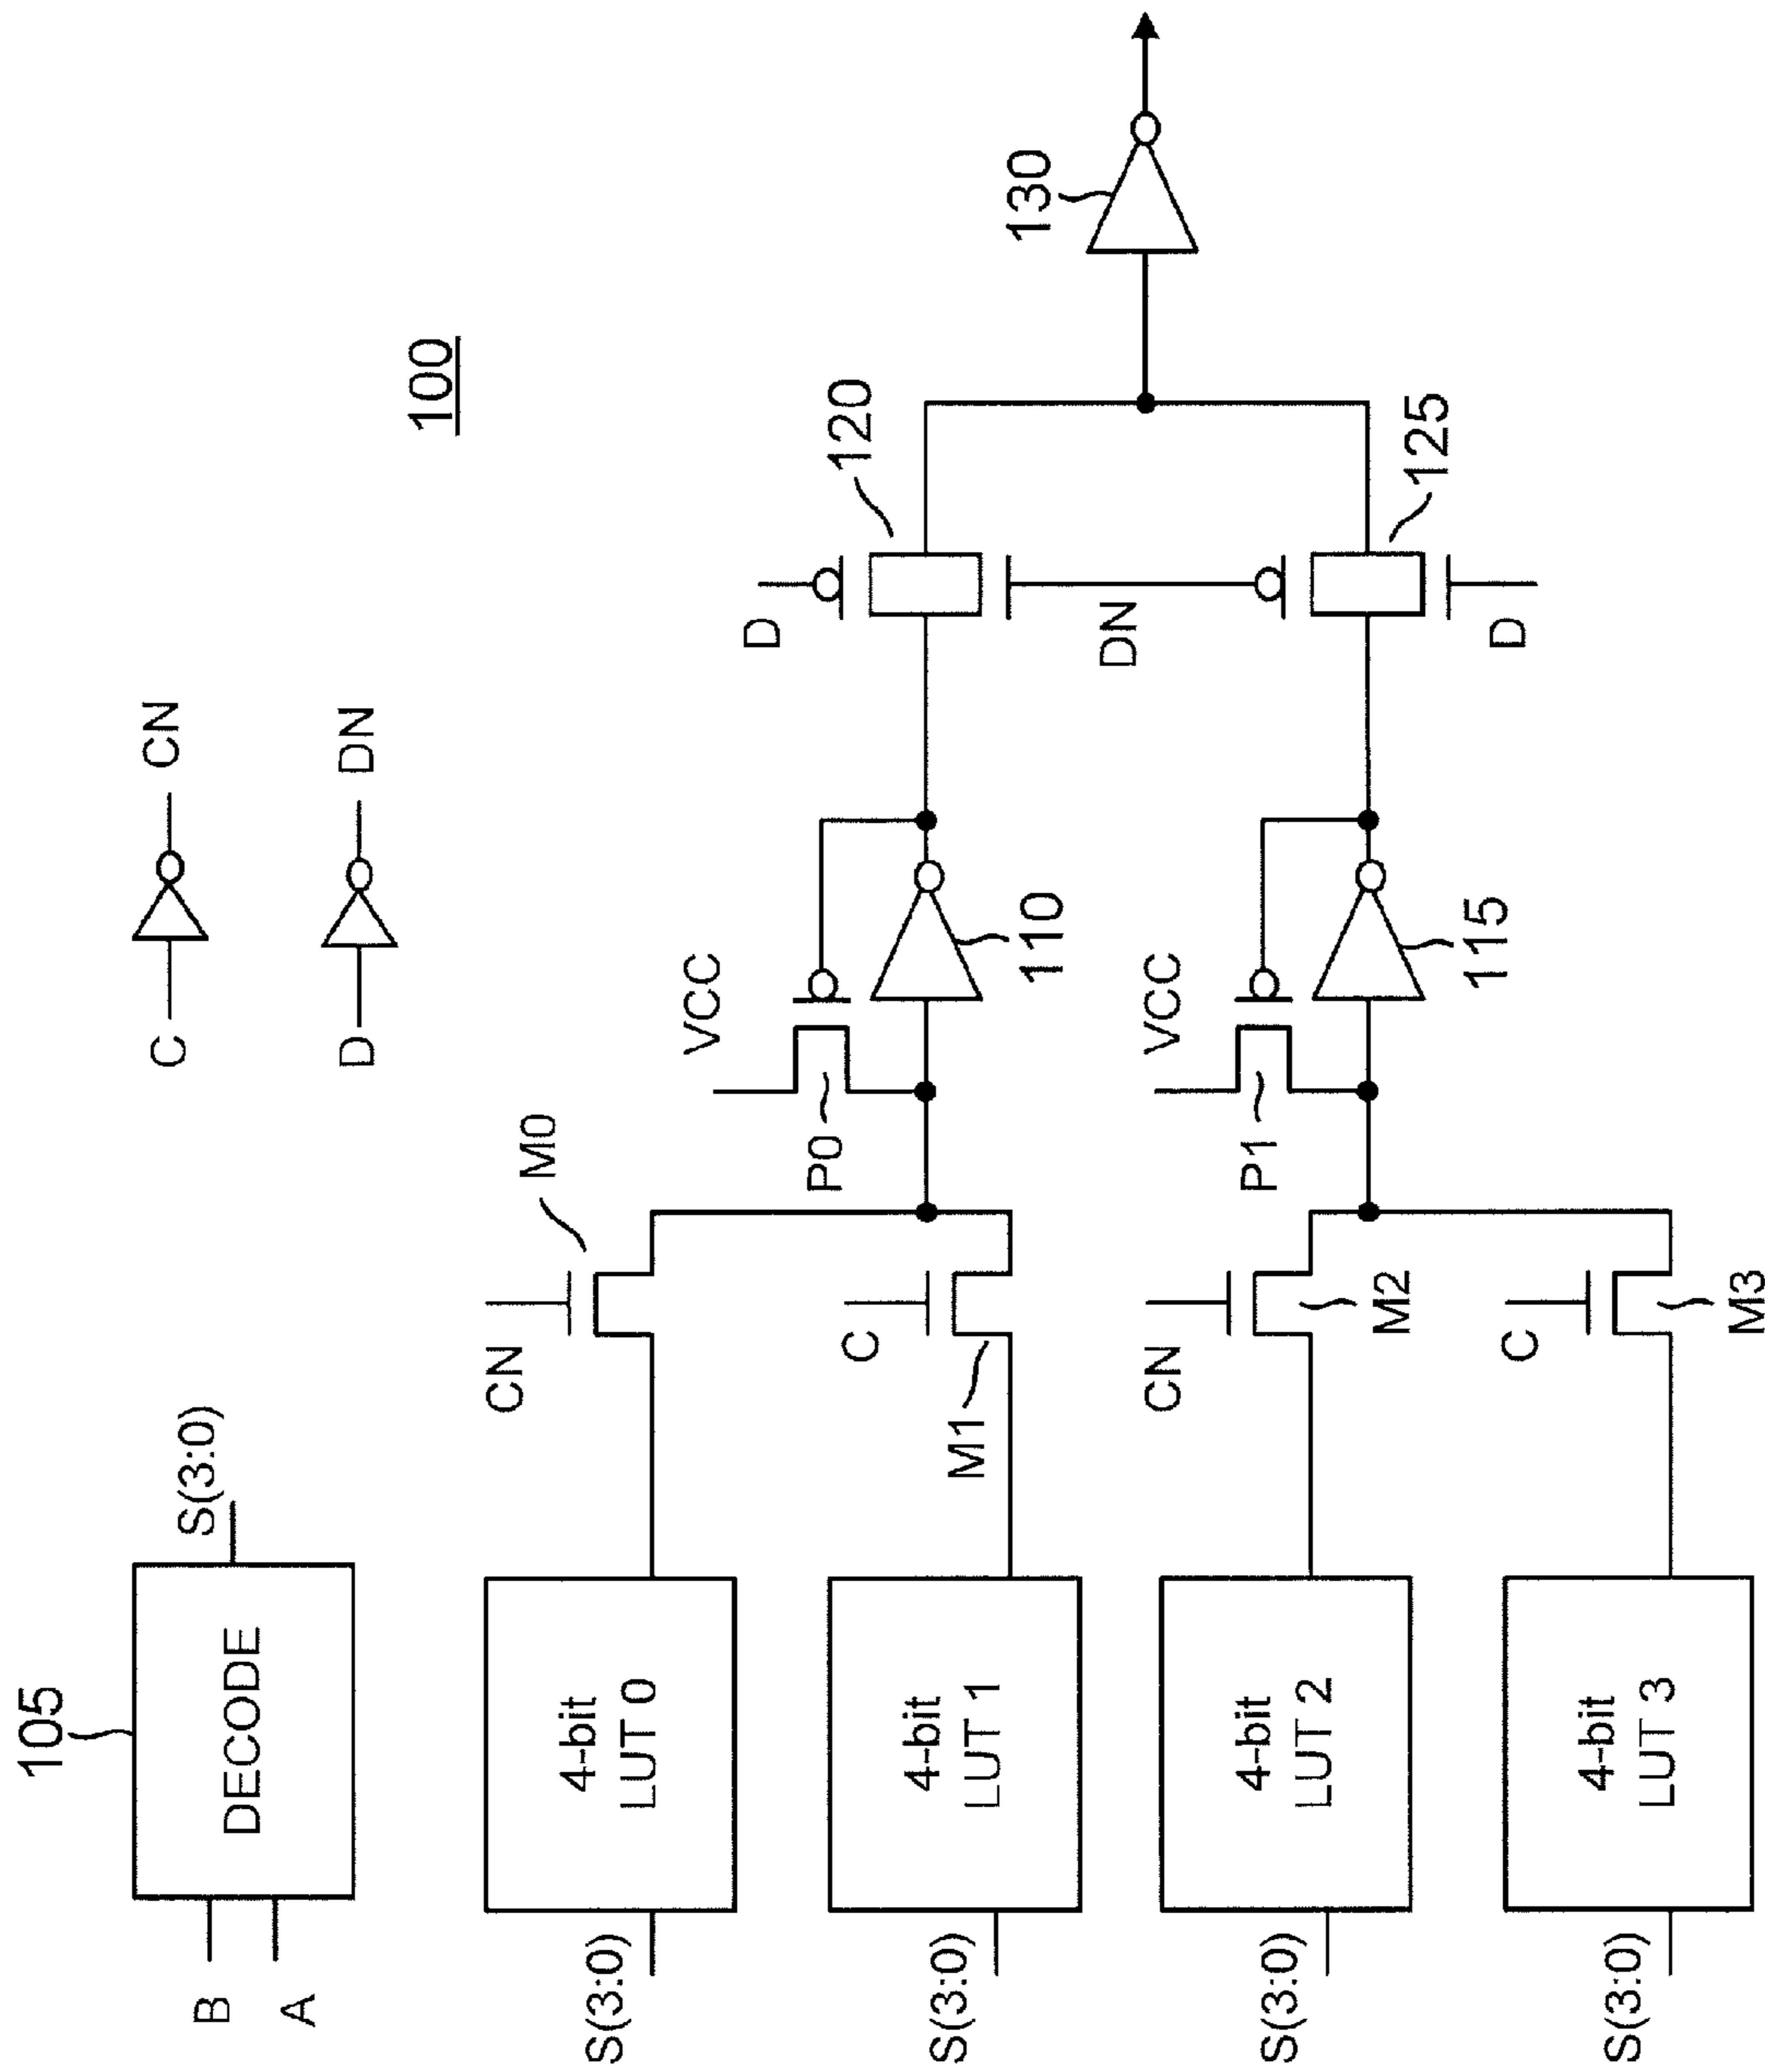 100
105
DECODE
B
A
S(3:0)
C
CN
D
DN
S(3:0)
4-bit
LUT 0
CN
M0
S(3:0)
4-bit
LUT 1
C
M1
VCC
P0
110
D
120
DN
130
S(3:0)
4-bit
LUT 2
CN
M2
VCC
P1
115
125
D
S(3:0)
4-bit
LUT 3
C
M3